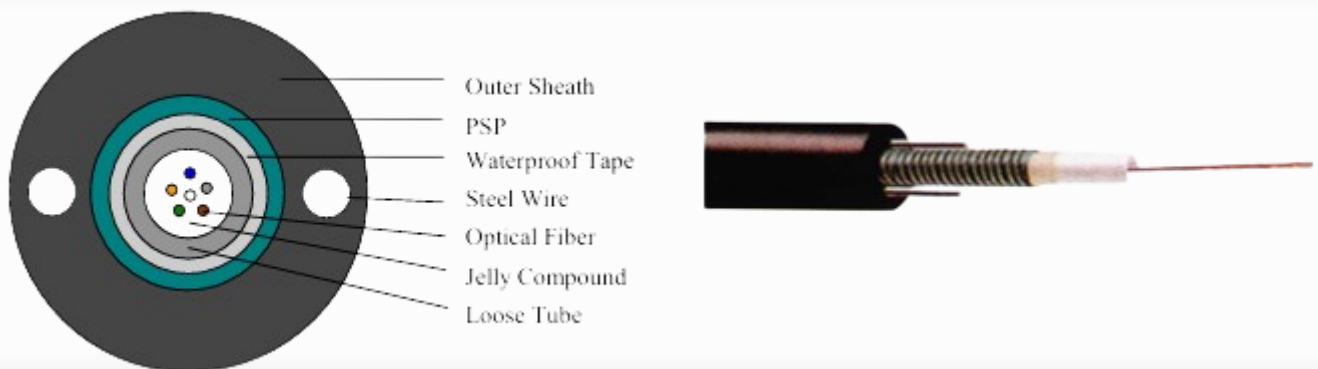 Outer Sheath
PSP
Waterproof Tape
Steel Wire
Optical Fiber
Jelly Compound
Loose Tube